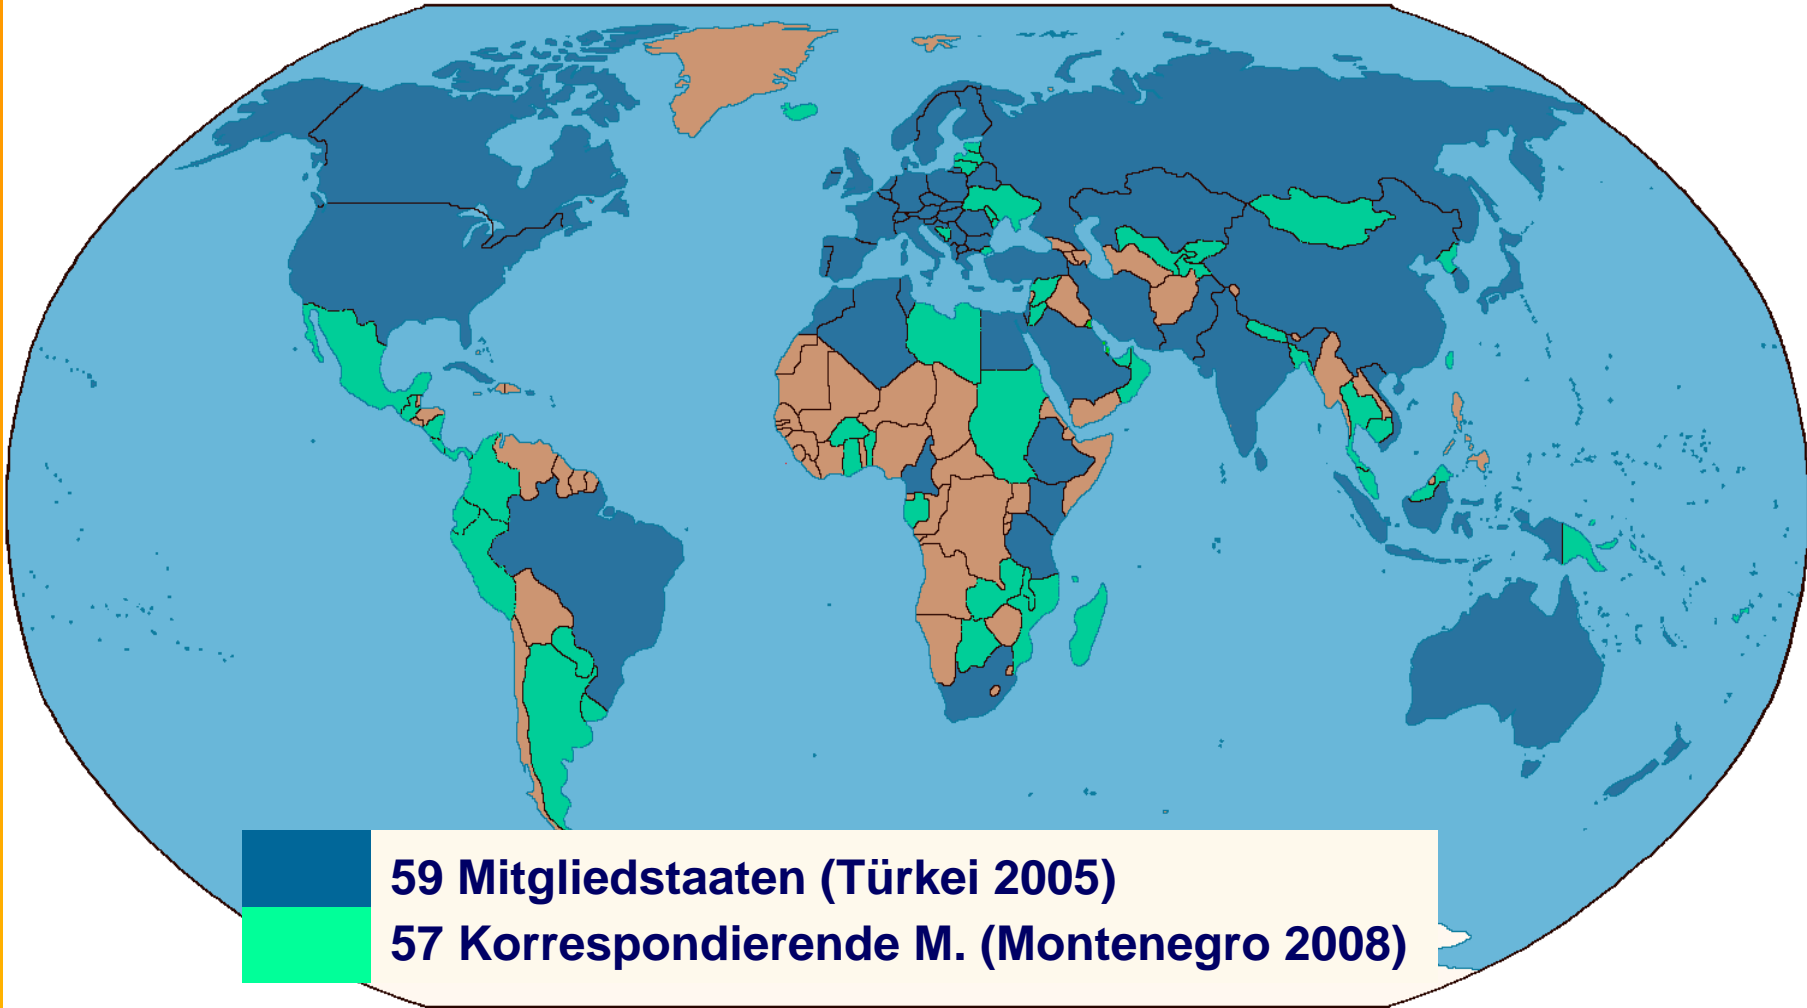 59 Mitgliedstaaten (Türkei 2005)
57 Korrespondierende M. (Montenegro 2008)